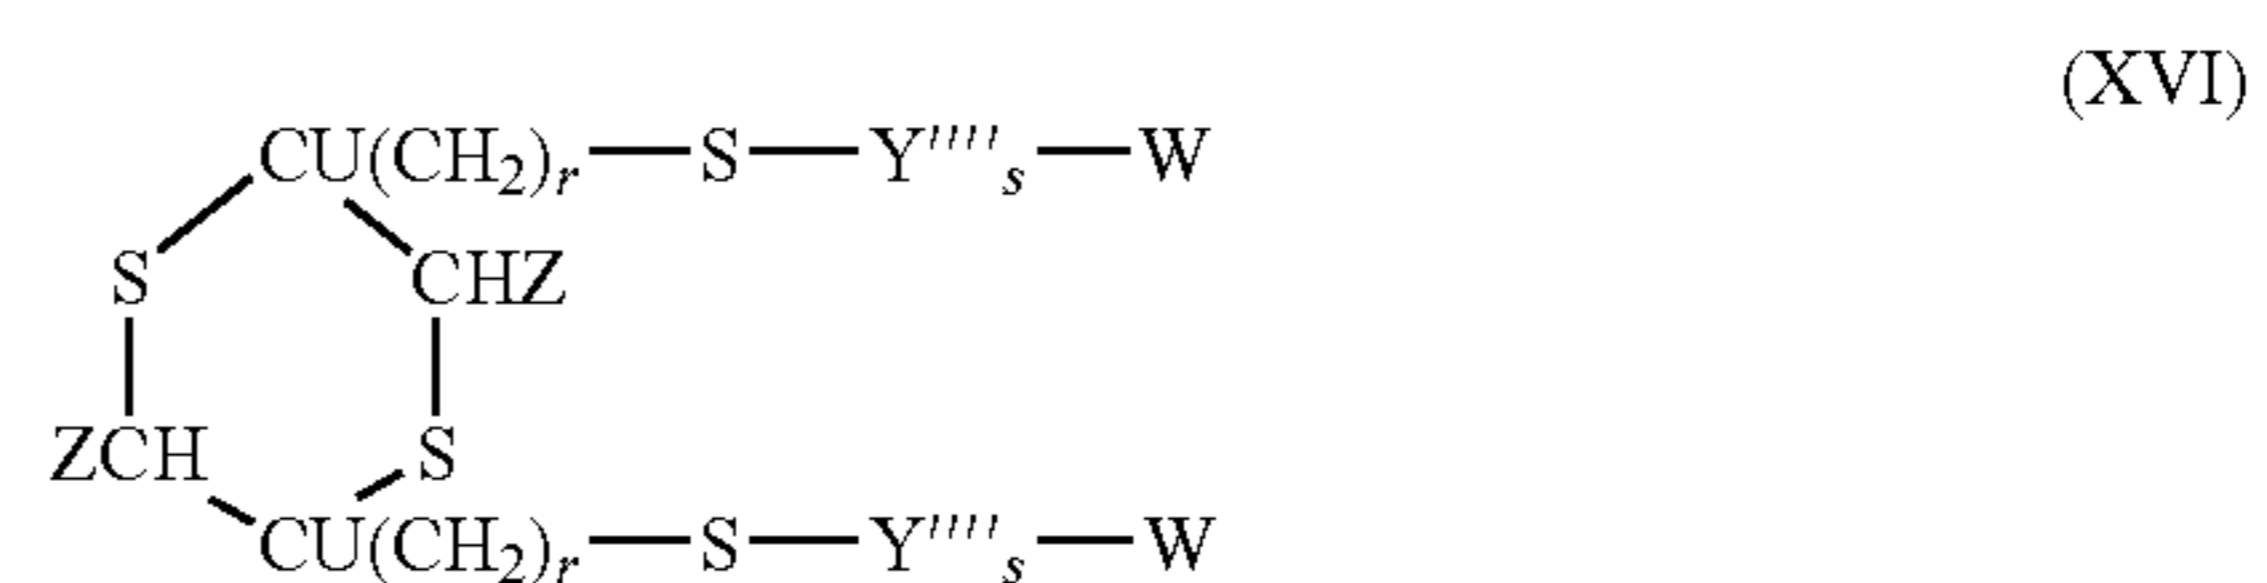 (XVI)
CU(CH₂)ᵣ—S—Y''''ₛ—W
S CHZ
ZCH S
CU(CH₂)ᵣ—S—Y''''ₛ—W